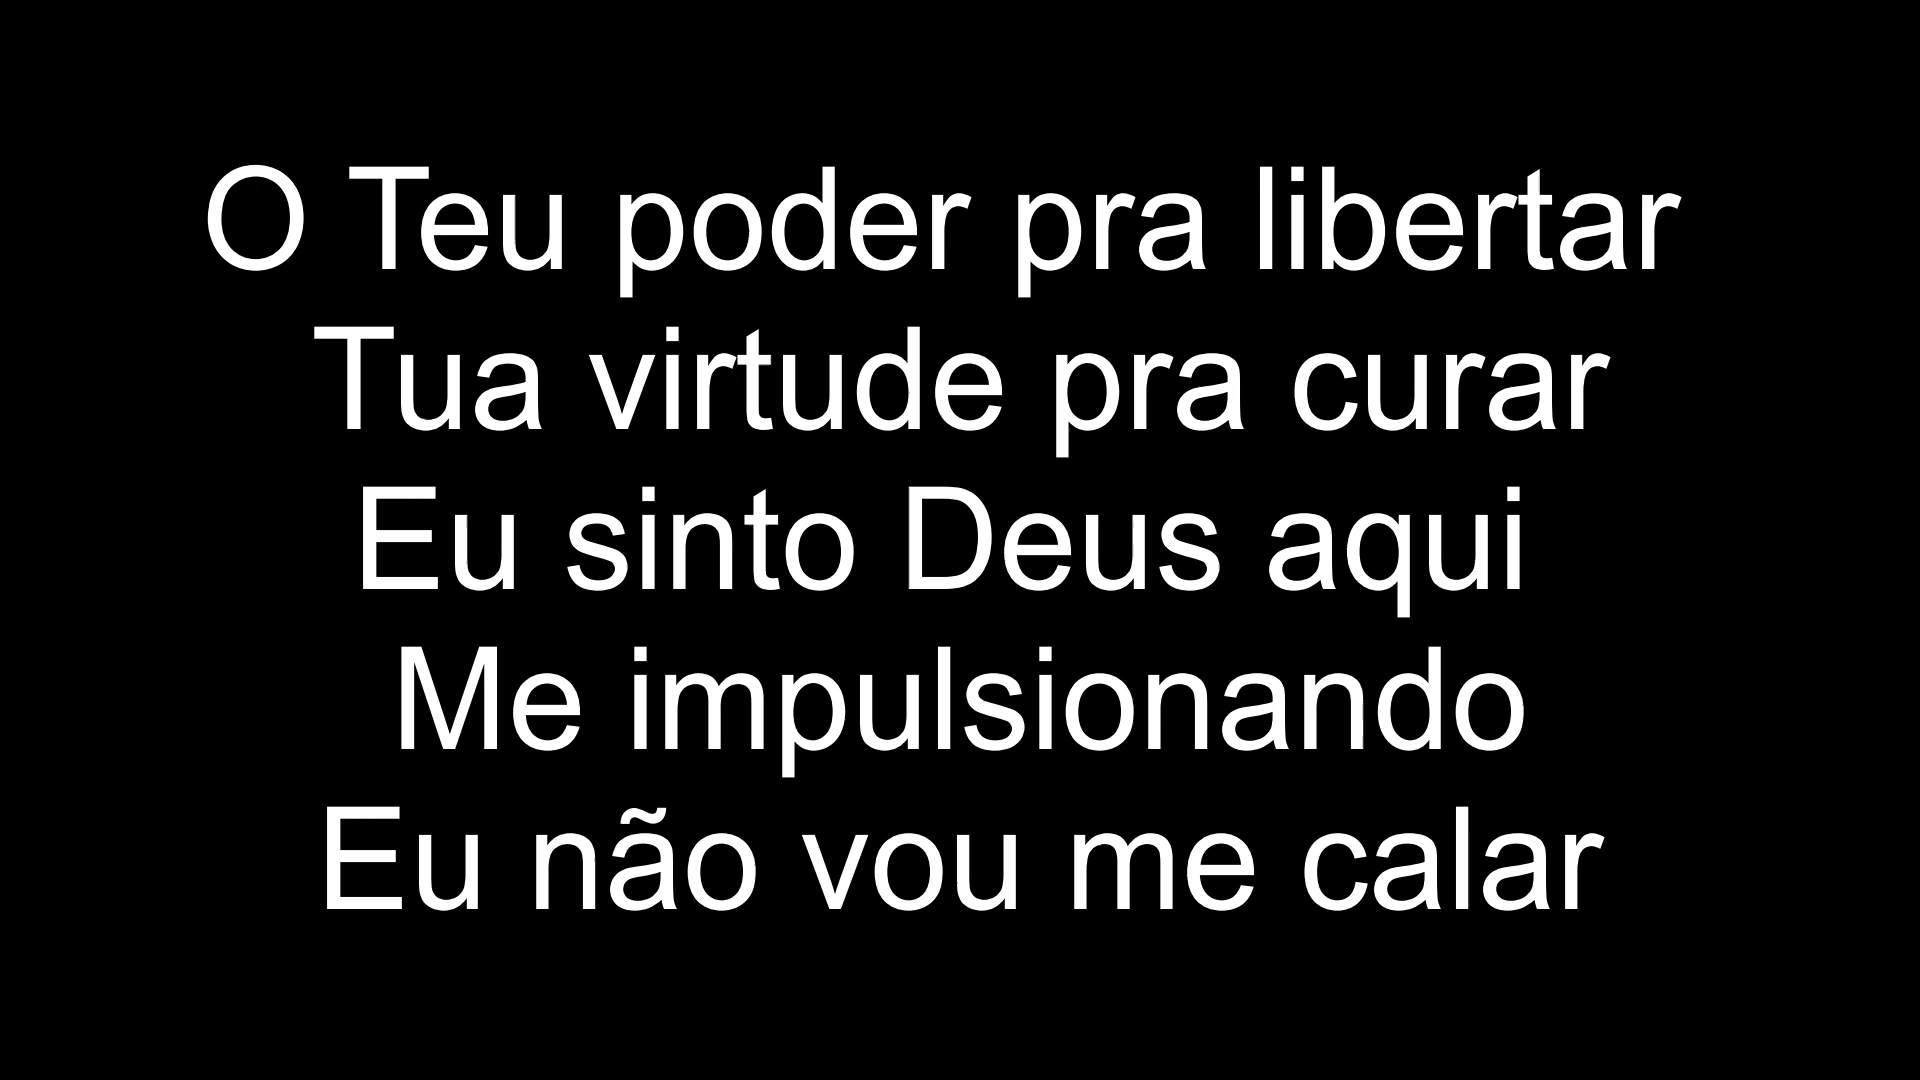 O Teu poder pra libertar
Tua virtude pra curar
Eu sinto Deus aqui
Me impulsionando
Eu não vou me calar